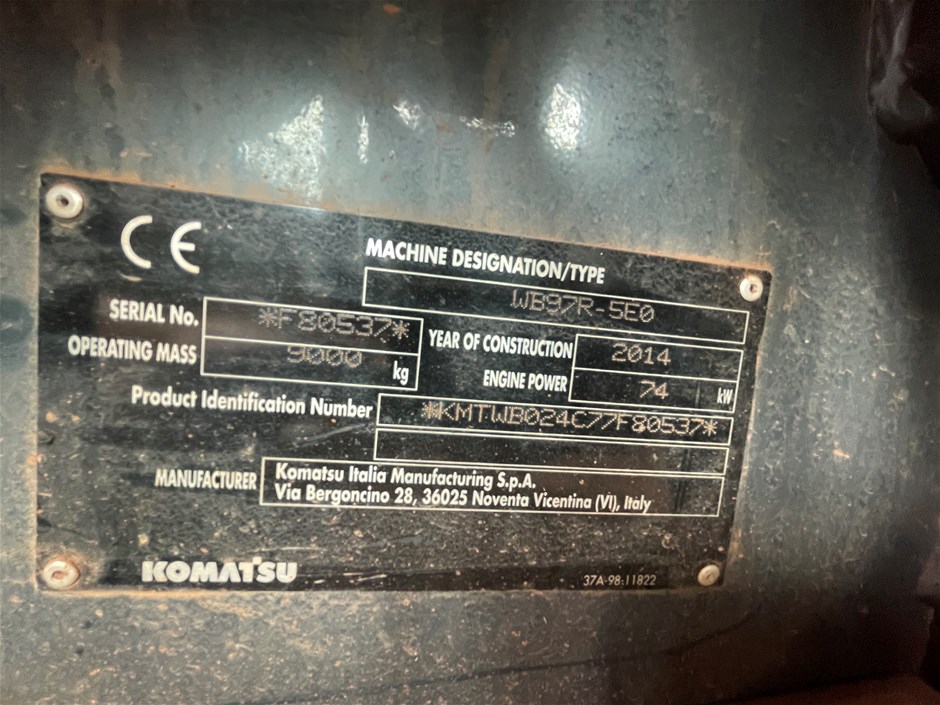 CE
MACHINE DESIGNATION/TYPE
WB97R-5E0
SERIAL No. *F80537*
YEAR OF CONSTRUCTION 2014
OPERATING MASS 9000 kg
ENGINE POWER 74 kW
Product Identification Number *KMTWB024C77F80537*
MANUFACTURER Komatsu Italia Manufacturing S.p.A.
Via Bergoncino 28, 36025 Noventa Vicentina (VI), Italy
KOMATSU 37A-98-11822